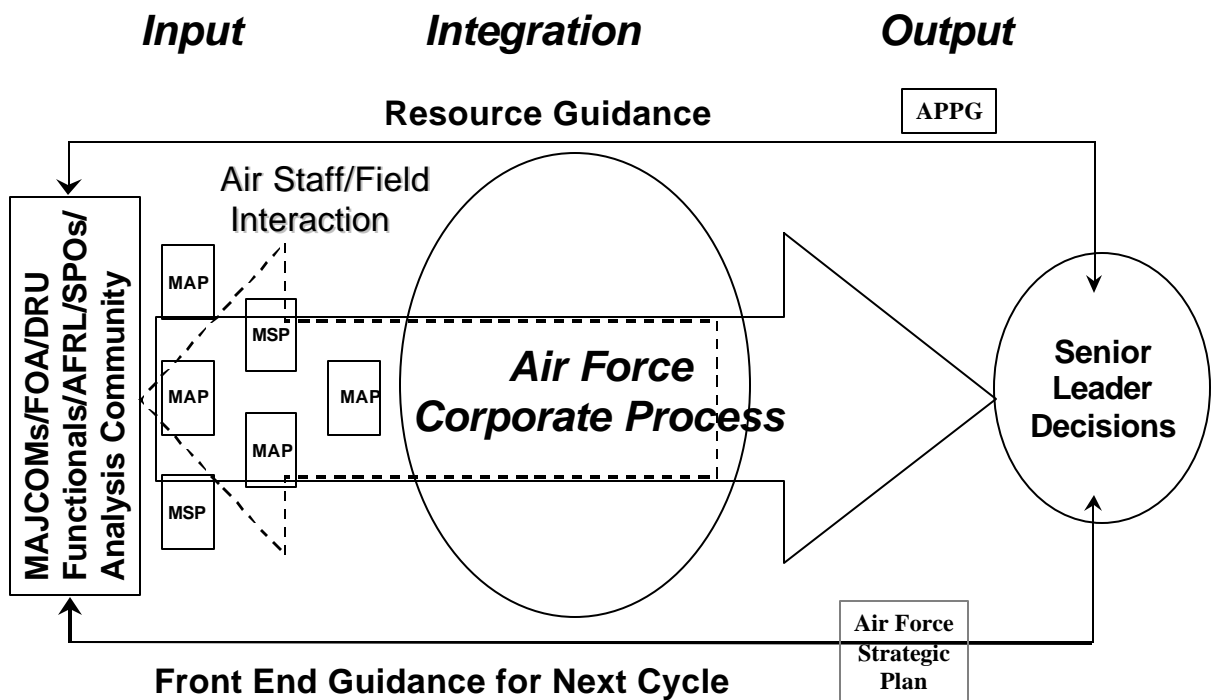 Input
Integration
Output
Resource Guidance
APPG
Air Staff/Field
Interaction
MAJCOMs/FOA/DRU
Functionals/AFRL/SPOs/
Analysis Community
MAP
MSP
MAP
MAP
MAP
MSP
Air Force
Corporate Process
Senior
Leader
Decisions
Air Force
Strategic
Plan
Front End Guidance for Next Cycle